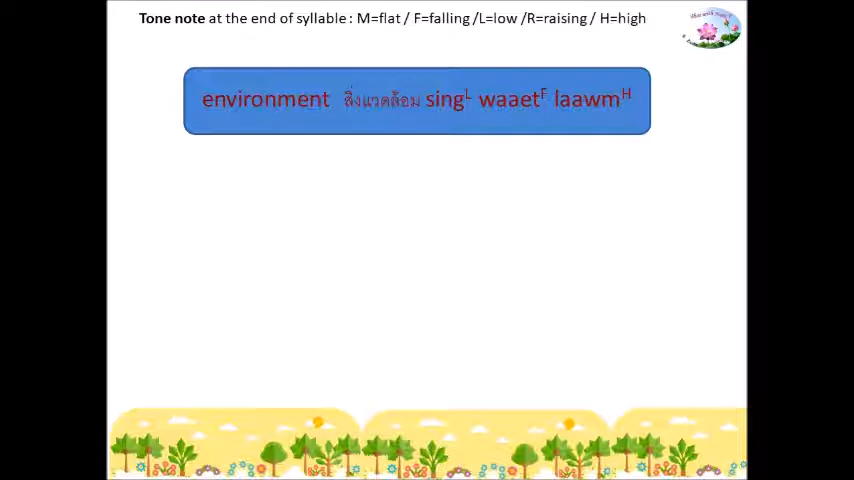 Tone note at the end of syllable : M=flat / F=falling /L=low /R=raising / H=high
environment สิ่งแวดล้อม singL waaetF laawmH